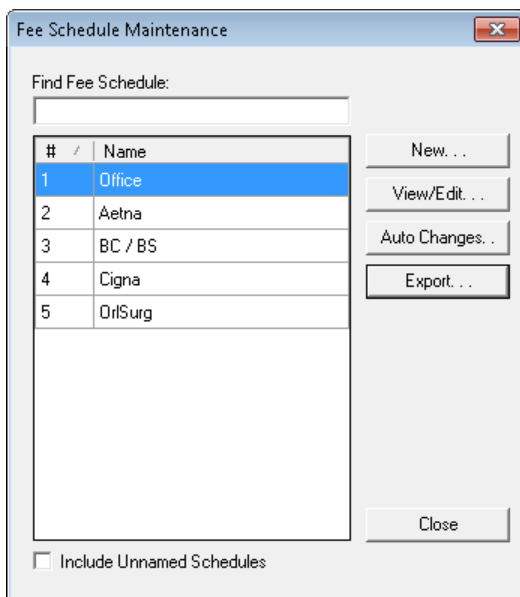 Fee Schedule Maintenance
Find Fee Schedule:
# Name
1 Office
2 Aetna
3 BC / BS
4 Cigna
5 OrlSurg
New. . .
View/Edit. . .
Auto Changes. .
Export. . .
Close
Include Unnamed Schedules